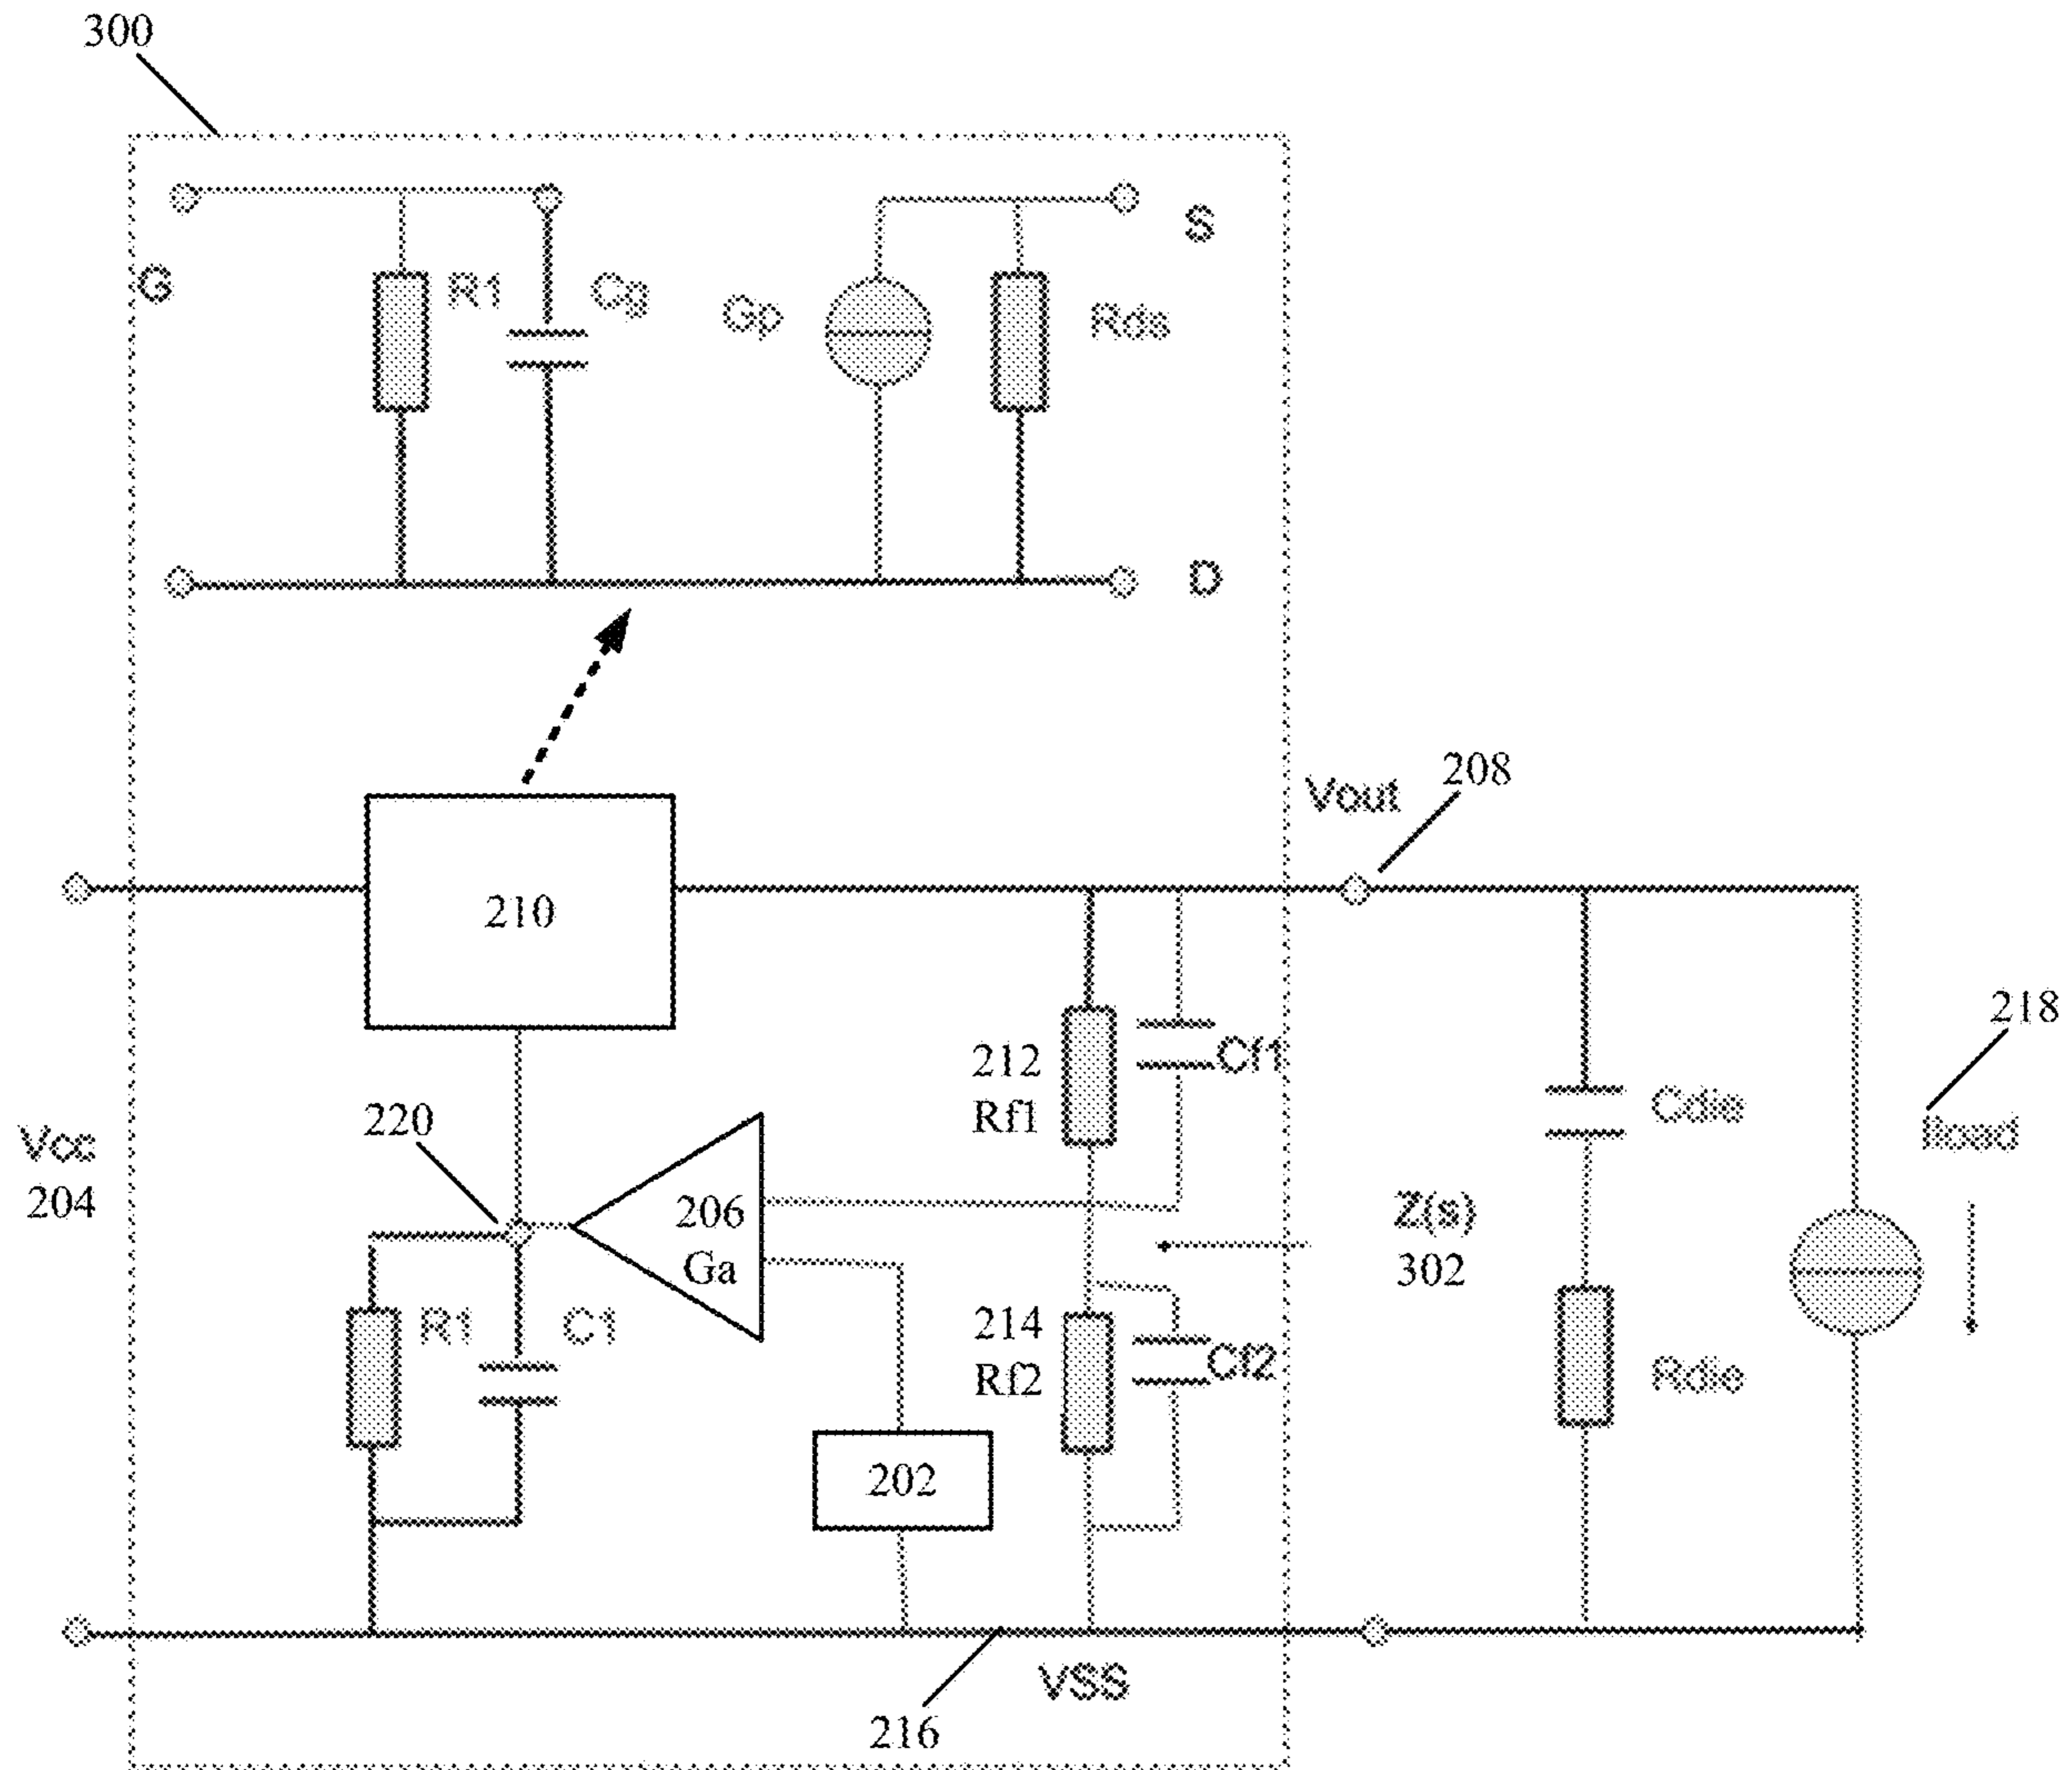 300
S
G
R1
Cg
Gp
Rds
D
208
Vout
210
218
212
Rf1
Cf1
Cdie
Iload
220
Vcc
204
206
Ga
Z(s)
302
R1
C1
214
Rf2
Cf2
Rdie
202
VSS
216